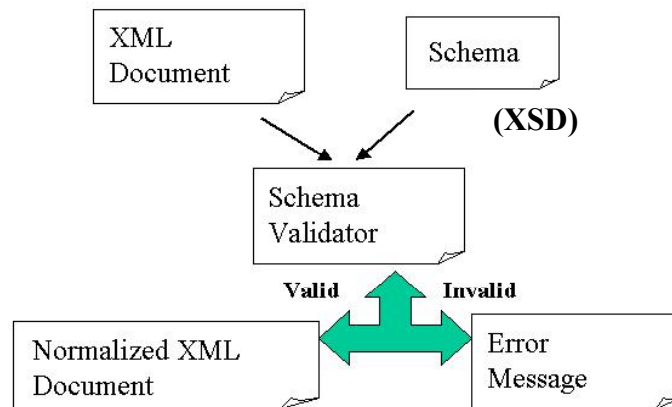 XML
Document
Schema
(XSD)
Schema
Validator
Valid
Invalid
Normalized XML
Document
Error
Message